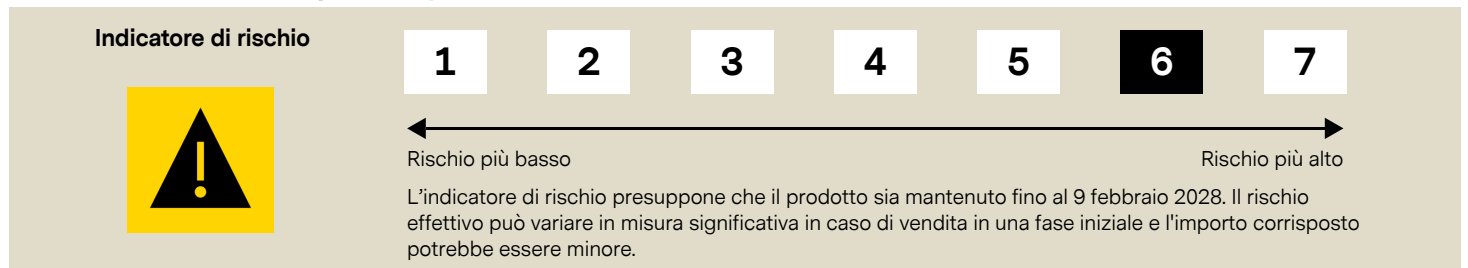 Indicatore di rischio
1 2 3 4 5 6 7
Rischio più basso Rischio più alto
L'indicatore di rischio presuppone che il prodotto sia mantenuto fino al 9 febbraio 2028. Il rischio
effettivo può variare in misura significativa in caso di vendita in una fase iniziale e l'importo corrisposto
potrebbe essere minore.